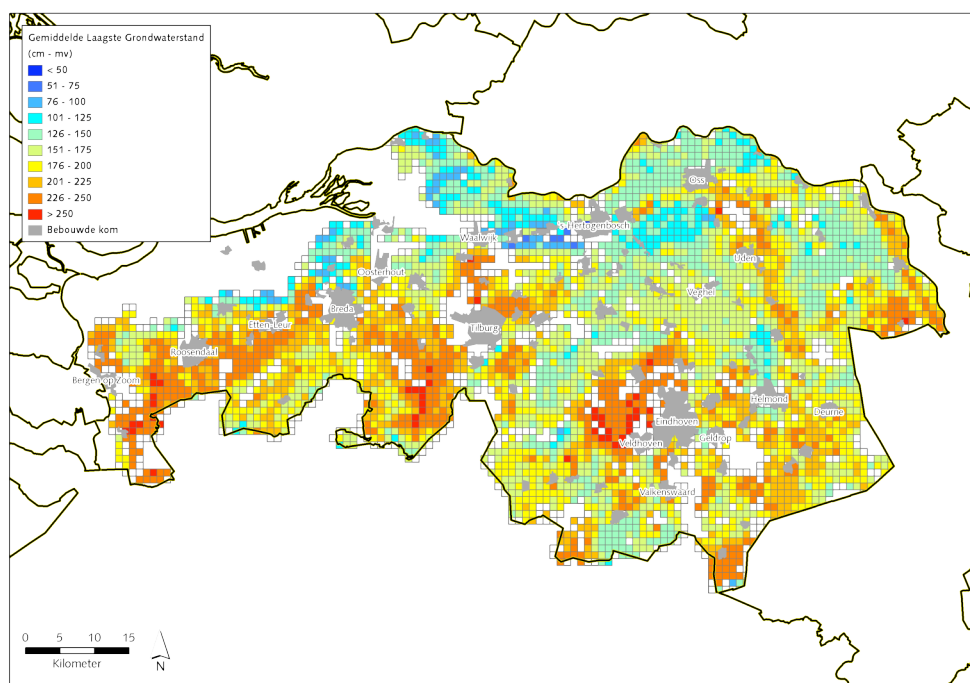 Gemiddelde Laagste Grondwaterstand
(cm - mv)
< 50
51 - 75
76 - 100
101 - 125
126 - 150
151 - 175
176 - 200
201 - 225
226 - 250
> 250
Bebouwde kom
Oss
Waalwijk
's-Hertogenbosch
Uden
Oosterhout
Veghel
Breda
Etten-Leur
Tilburg
Roosendaal
Bergen op Zoom
Helmond
Deurne
Eindhoven
Veldhoven
Geldrop
Valkenswaard
0 5 10 15
Kilometer
N